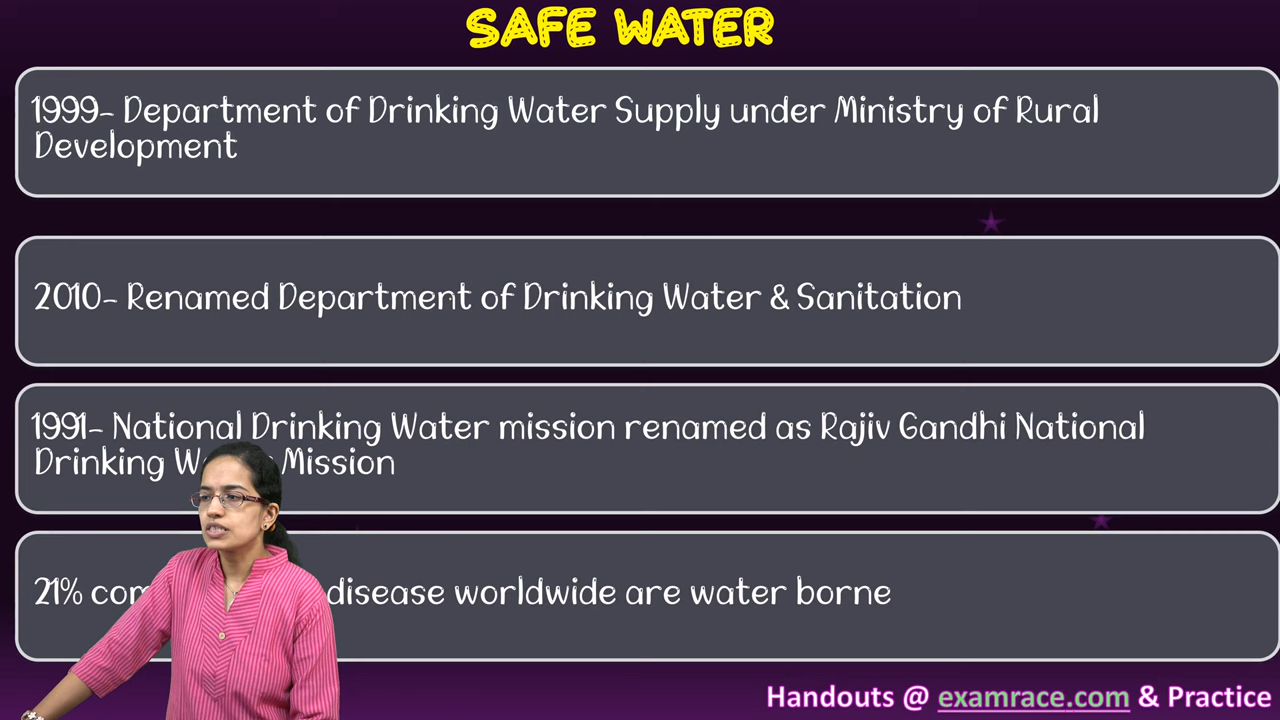 SAFE WATER
1999- Department of Drinking Water Supply under Ministry of Rural
Development
2010- Renamed Department of Drinking Water & Sanitation
1991- National Drinking Water mission renamed as Rajiv Gandhi National
Drinking Mission
21% disease worldwide are water borne
Handouts @ examrace.com & Practice